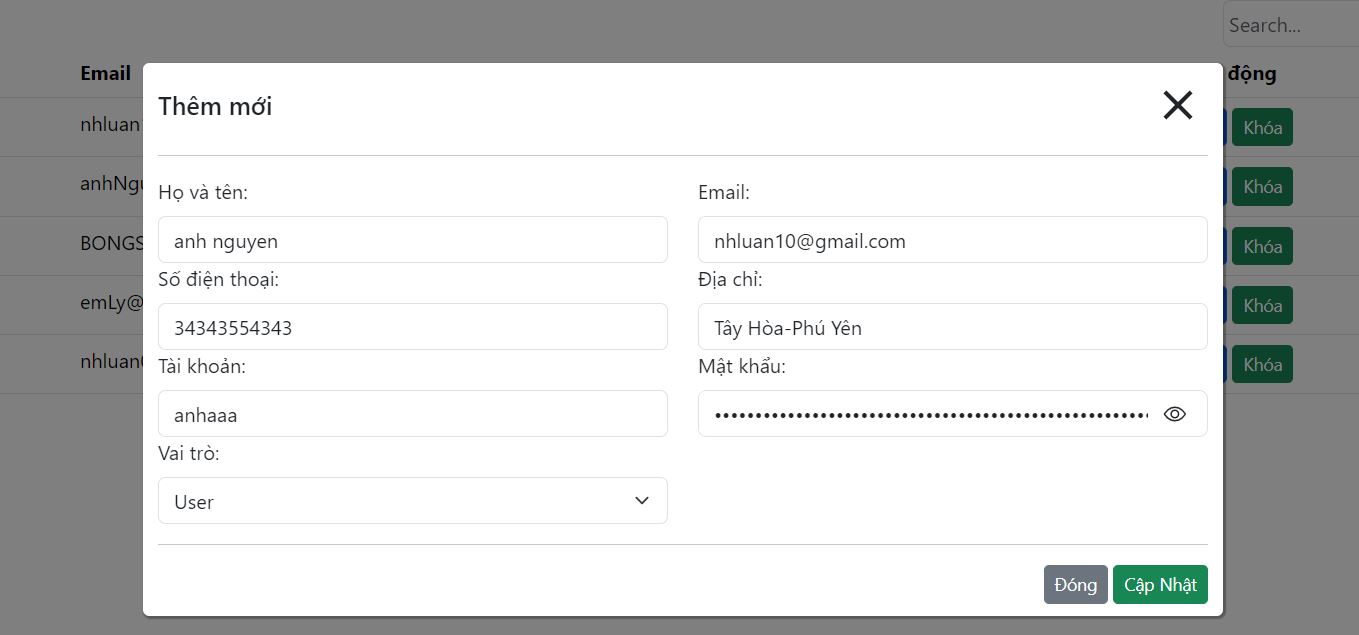 Search...
Email
động
Thêm mới
nhluan
Khóa
anhNgu
Khóa
Họ và tên:
Email:
anh nguyen
nhluan10@gmail.com
BONGS
Khóa
Số điện thoại:
Địa chỉ:
34343554343
Tây Hòa-Phú Yên
emLy@
Khóa
Tài khoản:
Mật khẩu:
nhluan
Khóa
anhaaa
Vai trò:
User
Đóng
Cập Nhật